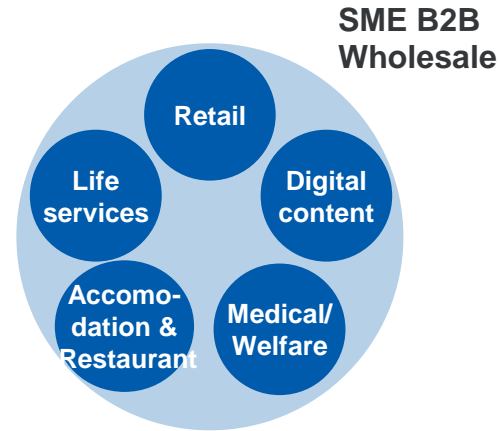 SME B2B
Wholesale
Retail
Life
services
Digital
content
Accomo-
dation &
Restaurant
Medical/
Welfare